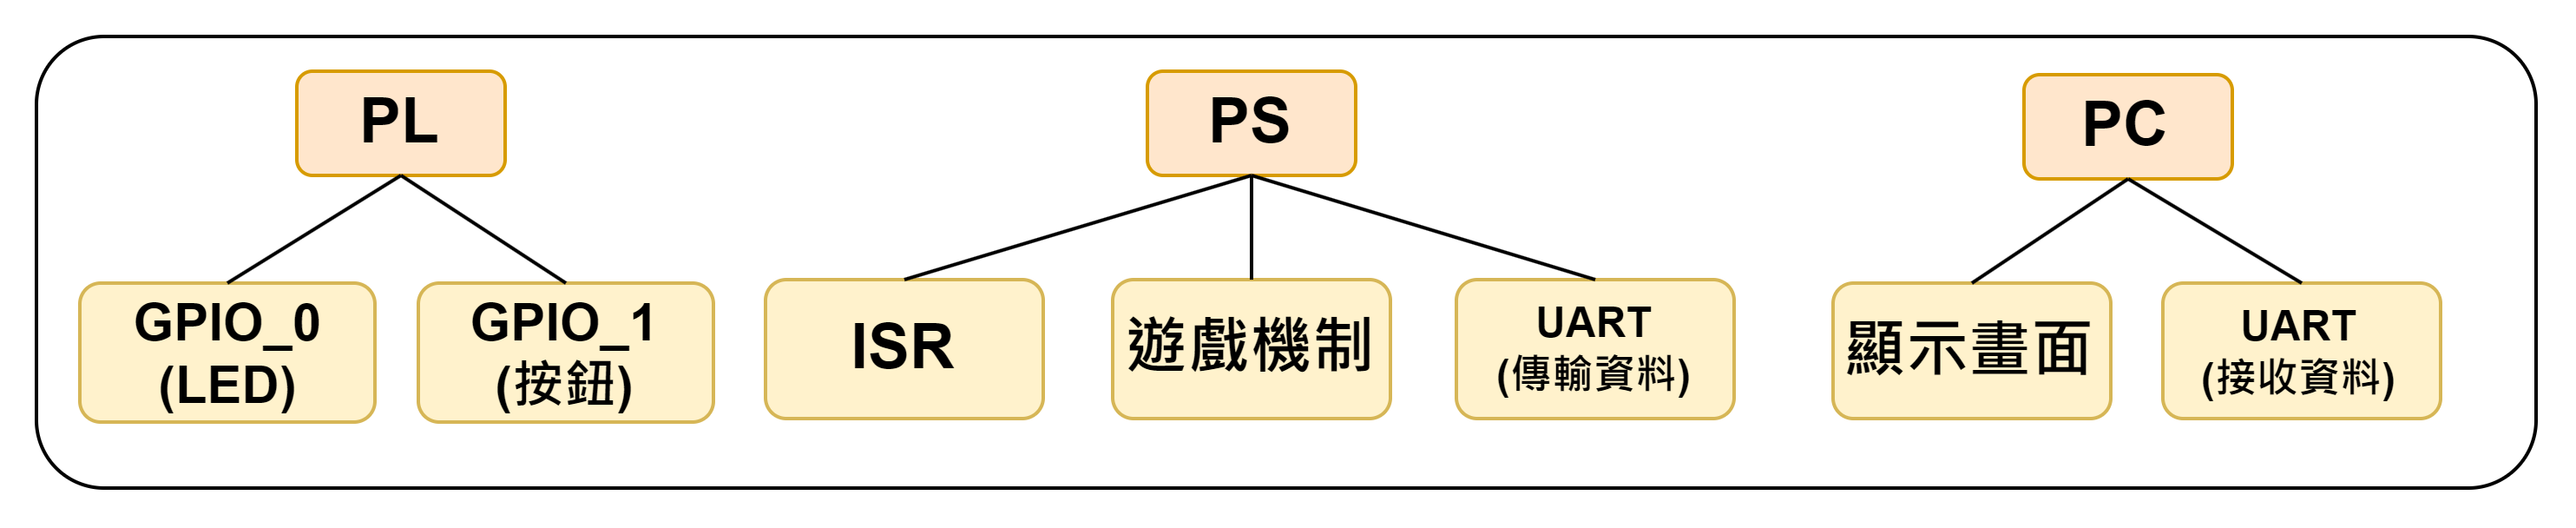 PL
PS
PC
GPIO_0
(LED)
GPIO_1
(按鈕)
ISR
遊戲機制
UART
(傳輸資料)
顯示畫面
UART
(接收資料)